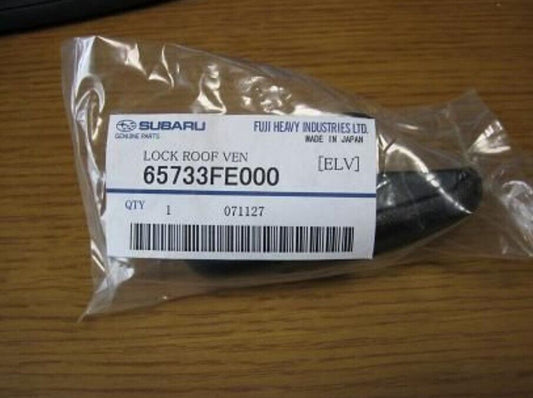 SUBARU FUJI HEAVY INDUSTRIES LTD.
GENUINE PARTS MADE IN JAPAN
LOCK ROOF VEN [ELV]
65733FE000
QTY 1 071127